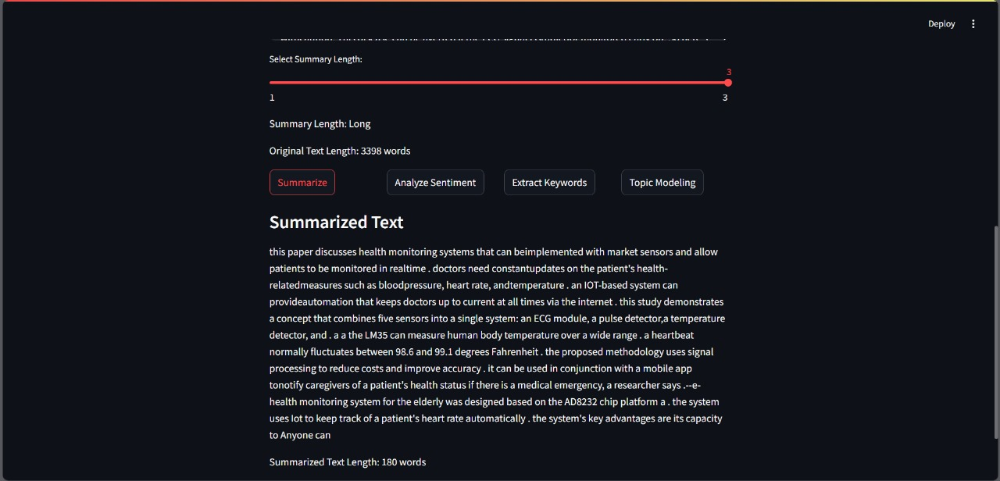 Deploy
Select Summary Length:
3
1
3
Summary Length: Long
Original Text Length: 3398 words
Summarize
Analyze Sentiment
Extract Keywords
Topic Modeling
Summarized Text
this paper discusses health monitoring systems that can beimplemented with market sensors and allow
patients to be monitored in realtime . doctors need constantupdates on the patient's health-
relatedmeasures such as bloodpressure, heart rate, andtemperature . an IOT-based system can
provideautomation that keeps doctors up to current at all times via the internet . this study demonstrates
a concept that combines five sensors into a single system: an ECG module, a pulse detector,a temperature
detector, and . a a the LM35 can measure human body temperature over a wide range . a heartbeat
normally fluctuates between 98.6 and 99.1 degrees Fahrenheit . the proposed methodology uses signal
processing to reduce costs and improve accuracy . it can be used in conjunction with a mobile app
tonotify caregivers of a patient's health status if there is a medical emergency, a researcher says .--e-
health monitoring system for the elderly was designed based on the AD8232 chip platform a . the system
uses Iot to keep track of a patient's heart rate automatically . the system's key advantages are its capacity
to Anyone can
Summarized Text Length: 180 words